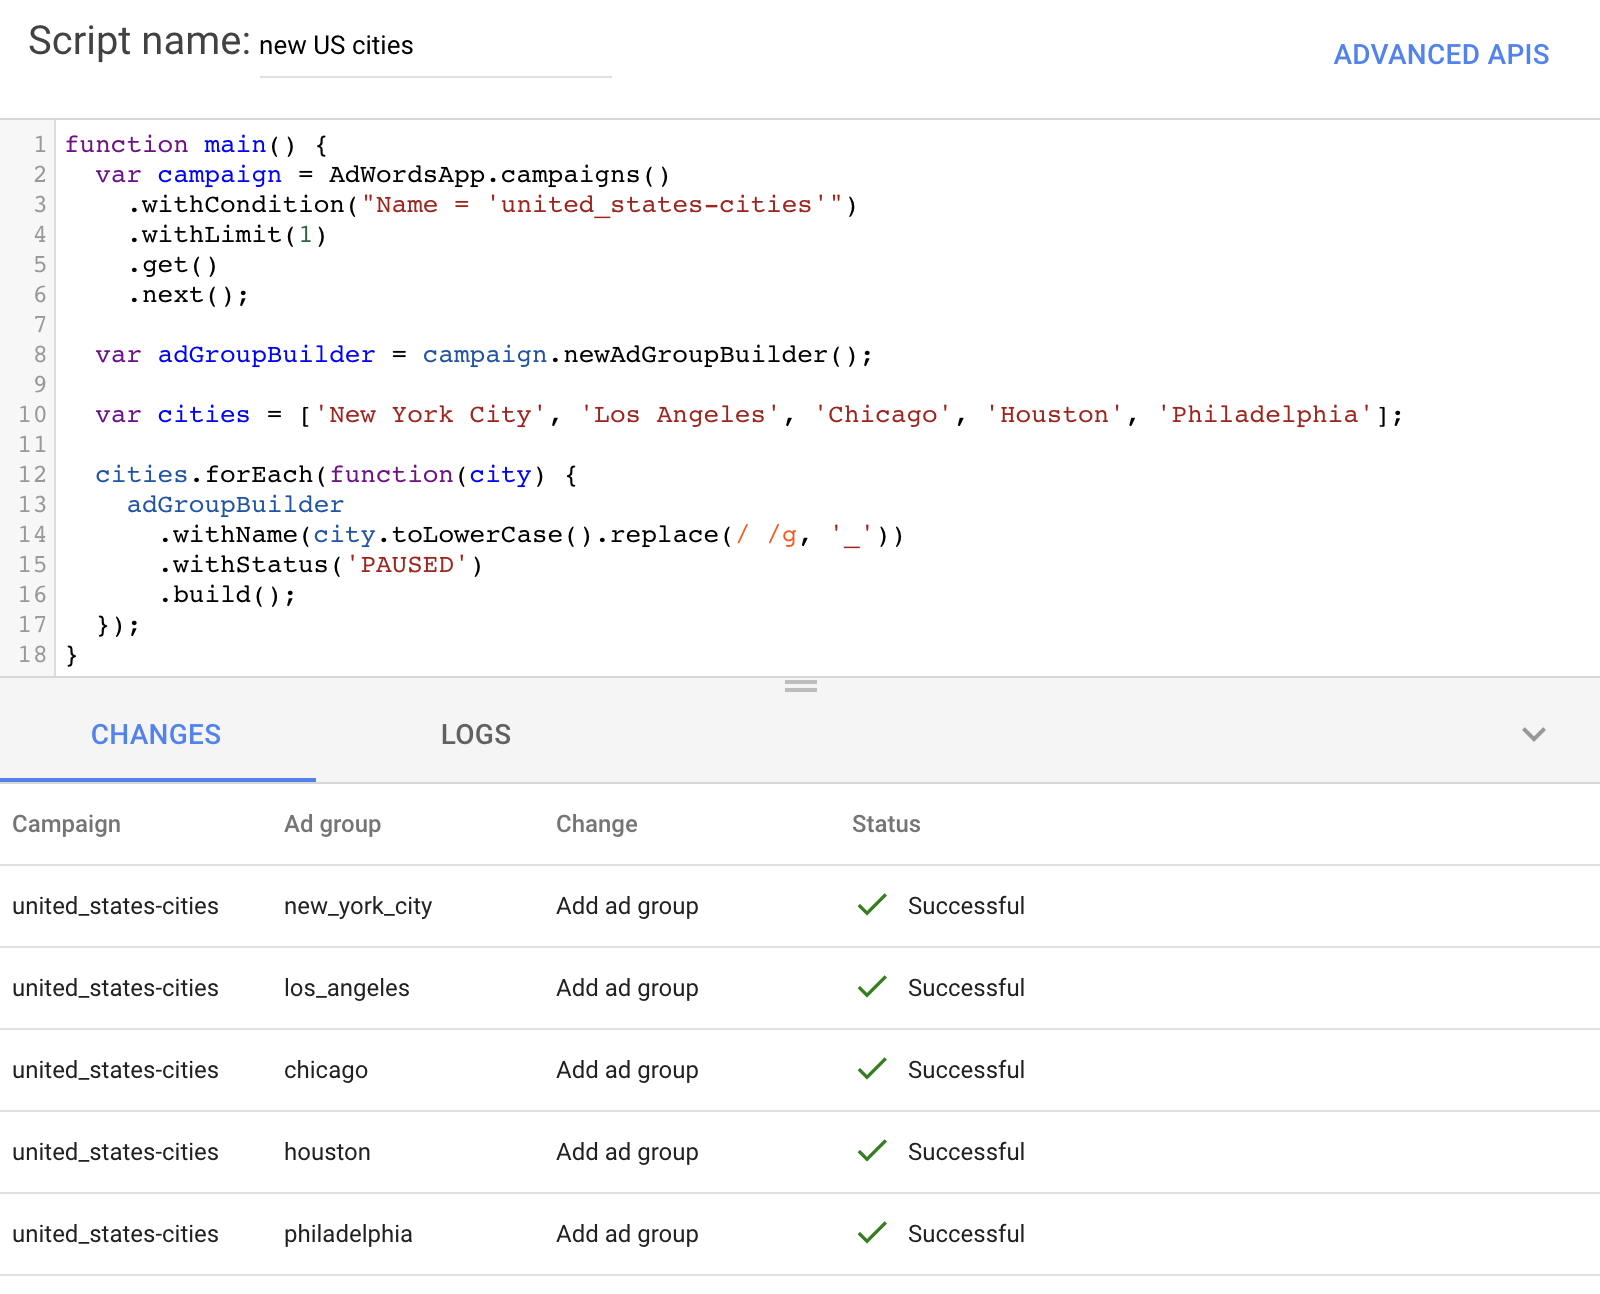 Script name: new US cities
ADVANCED APIS
1 function main() {
2   var campaign = AdWordsApp.campaigns()
3     .withCondition("Name = 'united_states-cities'")
4     .withLimit(1)
5     .get()
6     .next();
7
8   var adGroupBuilder = campaign.newAdGroupBuilder();
9
10   var cities = ['New York City', 'Los Angeles', 'Chicago', 'Houston', 'Philadelphia'];
11
12   cities.forEach(function(city) {
13     adGroupBuilder
14       .withName(city.toLowerCase().replace(/ /g, '_'))
15       .withStatus('PAUSED')
16       .build();
17   });
18 }
CHANGES LOGS
Campaign Ad group Change Status
united_states-cities new_york_city Add ad group Successful
united_states-cities los_angeles Add ad group Successful
united_states-cities chicago Add ad group Successful
united_states-cities houston Add ad group Successful
united_states-cities philadelphia Add ad group Successful